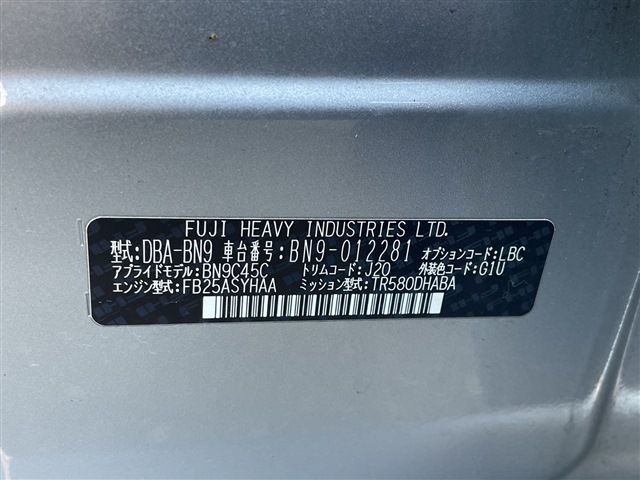 FUJI HEAVY INDUSTRIES LTD.
型式:DBA-BN9 車台番号:BN9-012281 オプションコード:LBC
アプライドモデル:BN9C45C トリムコード:J20 外装色コード:G1U
エンジン型式:FB25ASYHAA ミッション型式:TR580DHABA